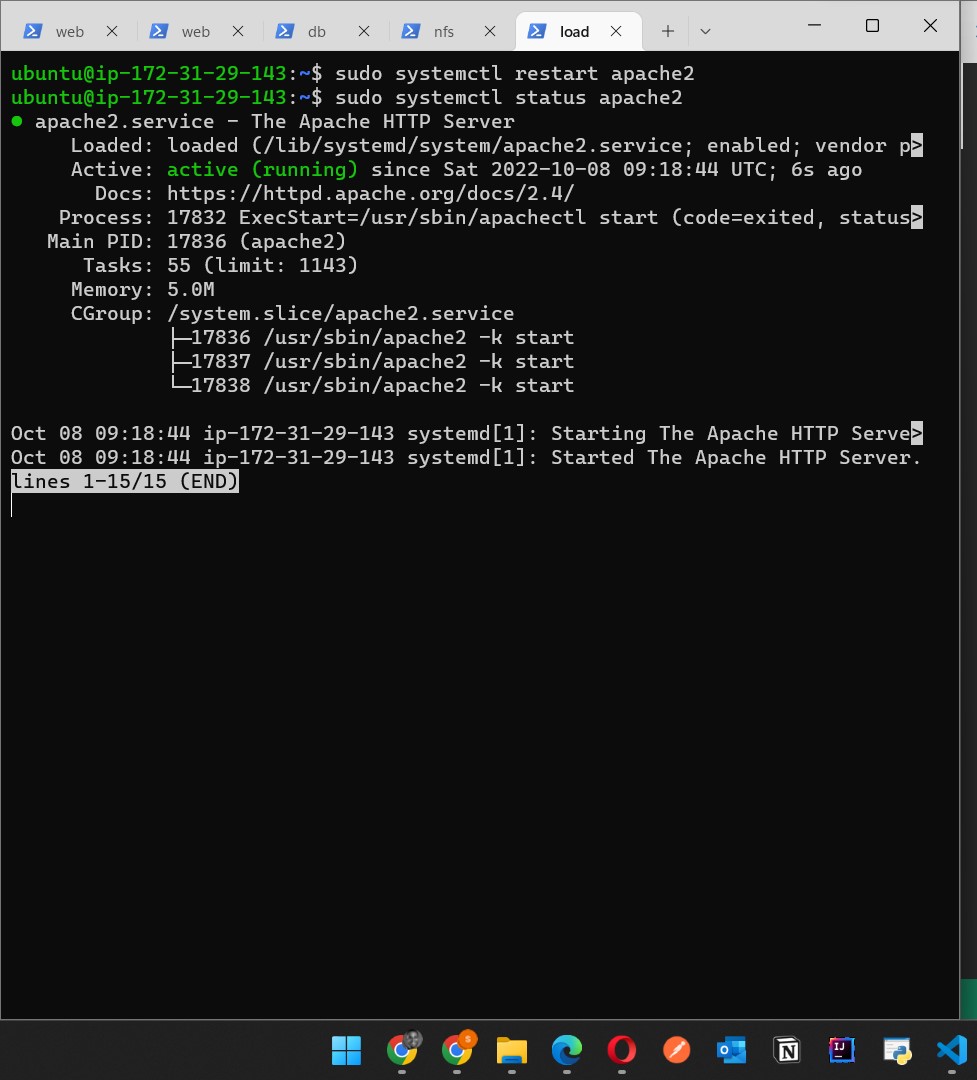 web web db nfs load
ubuntu@ip-172-31-29-143:~$ sudo systemctl restart apache2
ubuntu@ip-172-31-29-143:~$ sudo systemctl status apache2
● apache2.service - The Apache HTTP Server
Loaded: loaded (/lib/systemd/system/apache2.service; enabled; vendor p>
Active: active (running) since Sat 2022-10-08 09:18:44 UTC; 6s ago
Docs: https://httpd.apache.org/docs/2.4/
Process: 17832 ExecStart=/usr/sbin/apachectl start (code=exited, status>
Main PID: 17836 (apache2)
Tasks: 55 (limit: 1143)
Memory: 5.0M
CGroup: /system.slice/apache2.service
├─17836 /usr/sbin/apache2 -k start
├─17837 /usr/sbin/apache2 -k start
└─17838 /usr/sbin/apache2 -k start
Oct 08 09:18:44 ip-172-31-29-143 systemd[1]: Starting The Apache HTTP Serve>
Oct 08 09:18:44 ip-172-31-29-143 systemd[1]: Started The Apache HTTP Server.
lines 1-15/15 (END)